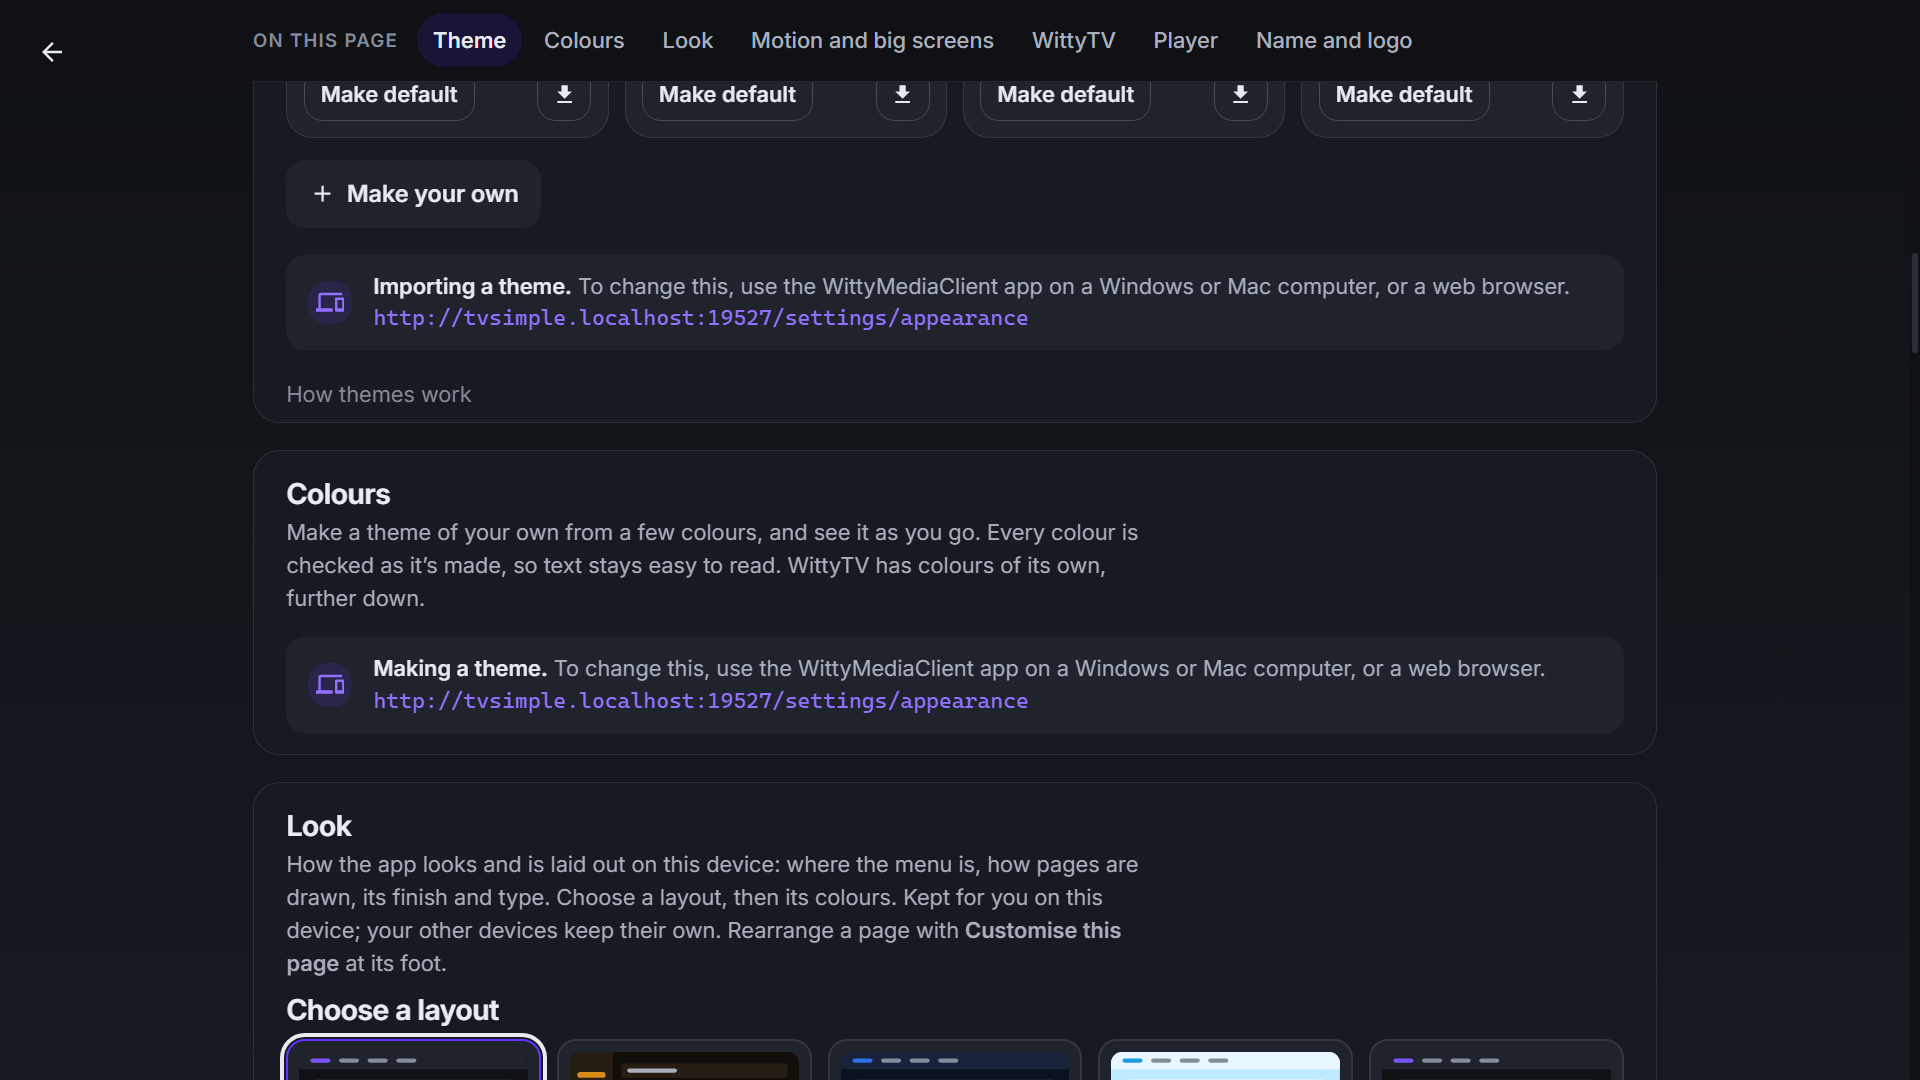 ON THIS PAGE Theme Colours Look Motion and big screens WittyTV Player Name and logo
Make default Make default Make default Make default
+ Make your own
Importing a theme. To change this, use the WittyMediaClient app on a Windows or Mac computer, or a web browser.
http://tvsimple.localhost:19527/settings/appearance
How themes work
Colours
Make a theme of your own from a few colours, and see it as you go. Every colour is
checked as it’s made, so text stays easy to read. WittyTV has colours of its own,
further down.
Making a theme. To change this, use the WittyMediaClient app on a Windows or Mac computer, or a web browser.
http://tvsimple.localhost:19527/settings/appearance
Look
How the app looks and is laid out on this device: where the menu is, how pages are
drawn, its finish and type. Choose a layout, then its colours. Kept for you on this
device; your other devices keep their own. Rearrange a page with Customise this
page at its foot.
Choose a layout